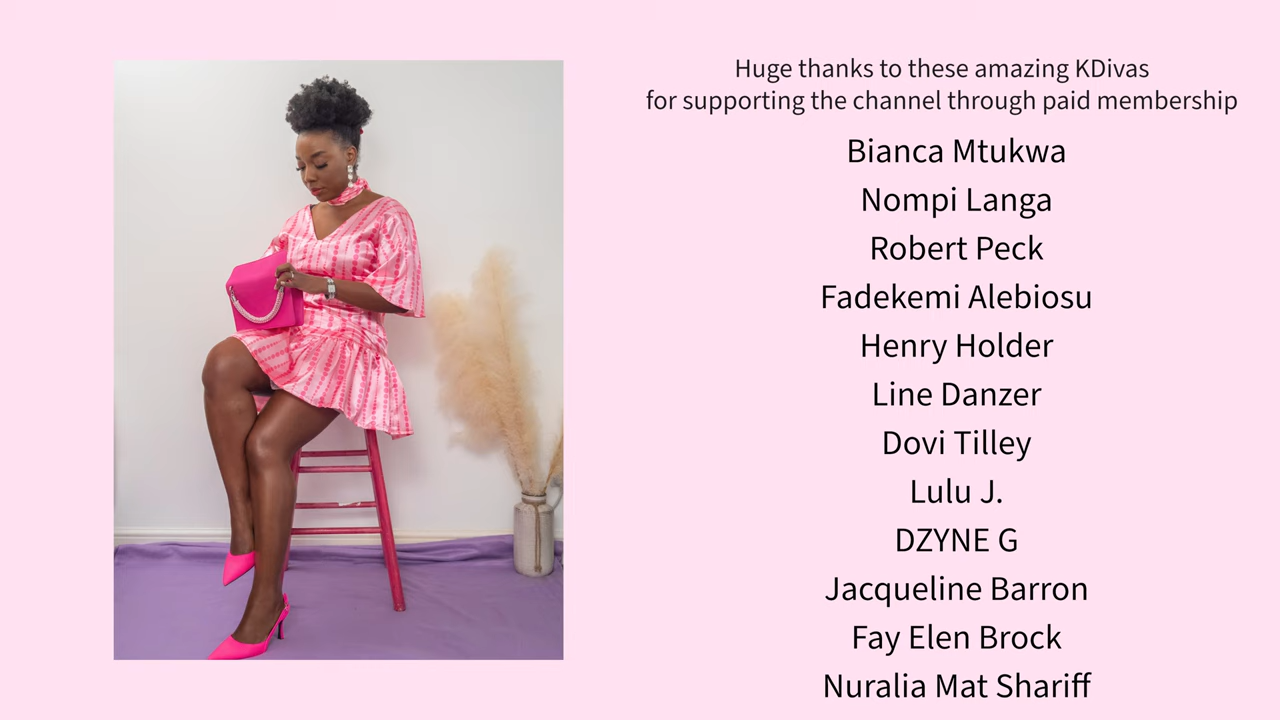 Huge thanks to these amazing KDivas
for supporting the channel through paid membership
Bianca Mtukwa
Nompi Langa
Robert Peck
Fadekemi Alebiosu
Henry Holder
Line Danzer
Dovi Tilley
Lulu J.
DZYNE G
Jacqueline Barron
Fay Elen Brock
Nuralia Mat Shariff